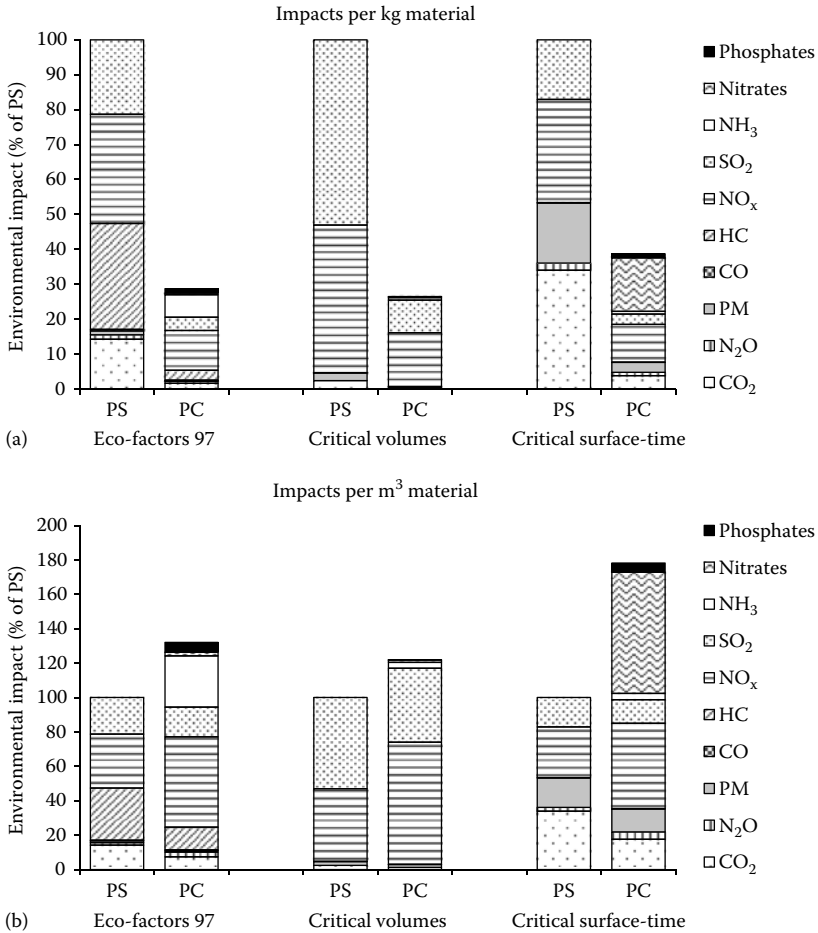 Impacts per kg material
Environmental impact (% of PS)
100
90
80
70
60
50
40
30
20
10
0
PS PC PS PC PS PC
(a) Eco-factors 97 Critical volumes Critical surface-time
Phosphates
Nitrates
NH₃
SO₂
NOₓ
HC
CO
PM
N₂O
CO₂
Impacts per m³ material
Environmental impact (% of PS)
200
180
160
140
120
100
80
60
40
20
0
PS PC PS PC PS PC
(b) Eco-factors 97 Critical volumes Critical surface-time
Phosphates
Nitrates
NH₃
SO₂
NOₓ
HC
CO
PM
N₂O
CO₂